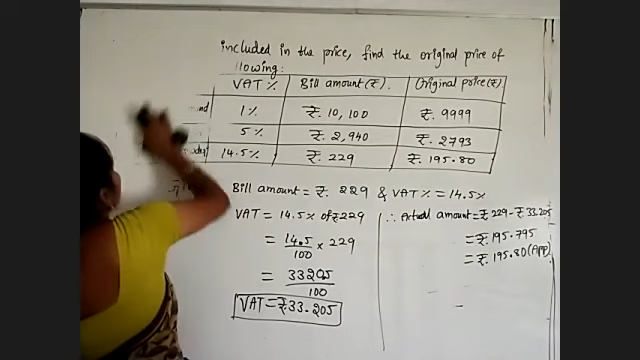 included in the price, find the original price of
llowing:
VAT % Bill amount (₹) Original price (₹)
1% ₹. 10,100 ₹. 9999
5% ₹. 2,940 ₹. 2793
14.5% ₹. 229 ₹. 195.80
Bill amount = ₹. 229 & VAT % = 14.5%
VAT = 14.5% of ₹229
= 14.5/100 × 229
= 33205/100
VAT = ₹33.205
∴ Actual amount = ₹229 - ₹33.205
= ₹. 195.795
= ₹. 195.80 (App)